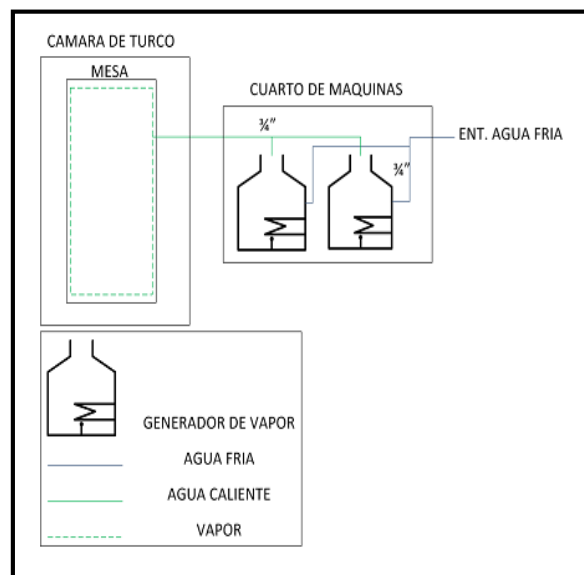 CAMARA DE TURCO
MESA
CUARTO DE MAQUINAS
¾"
ENT. AGUA FRIA
¾"
GENERADOR DE VAPOR
AGUA FRIA
AGUA CALIENTE
VAPOR